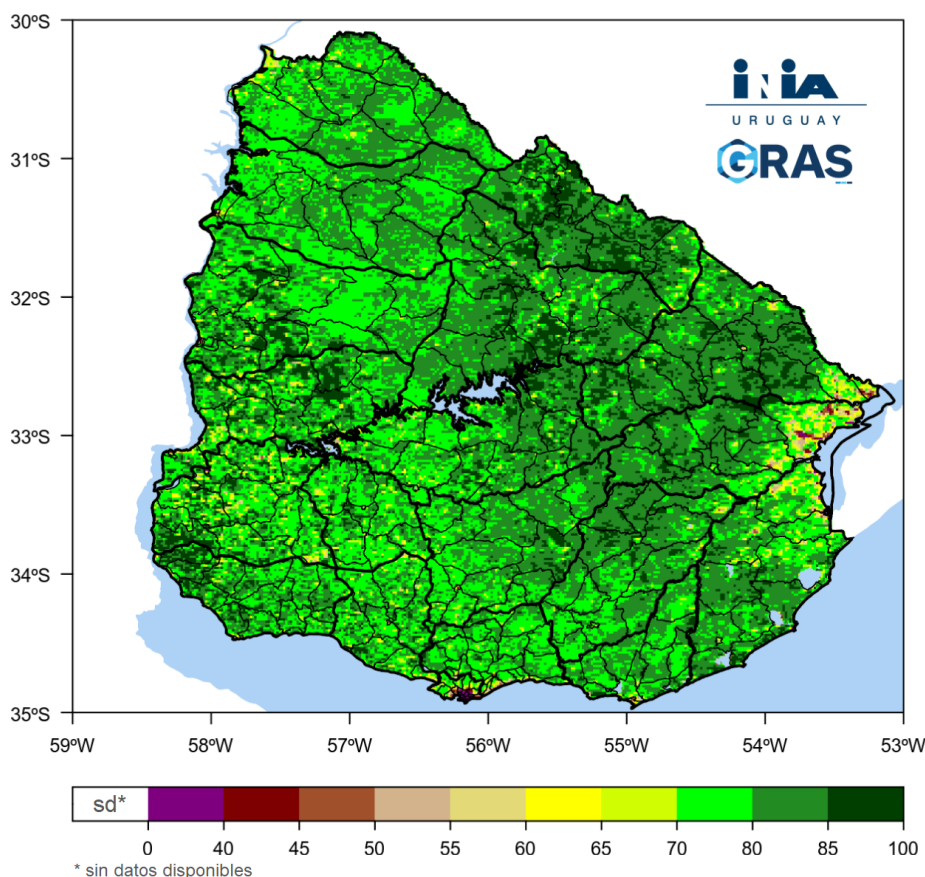 30ºS
31ºS
32ºS
33ºS
34ºS
35ºS
iNiA
URUGUAY
GRAS
59ºW 58ºW 57ºW 56ºW 55ºW 54ºW 53ºW
sd*
0 40 45 50 55 60 65 70 80 85 100
* sin datos disponibles